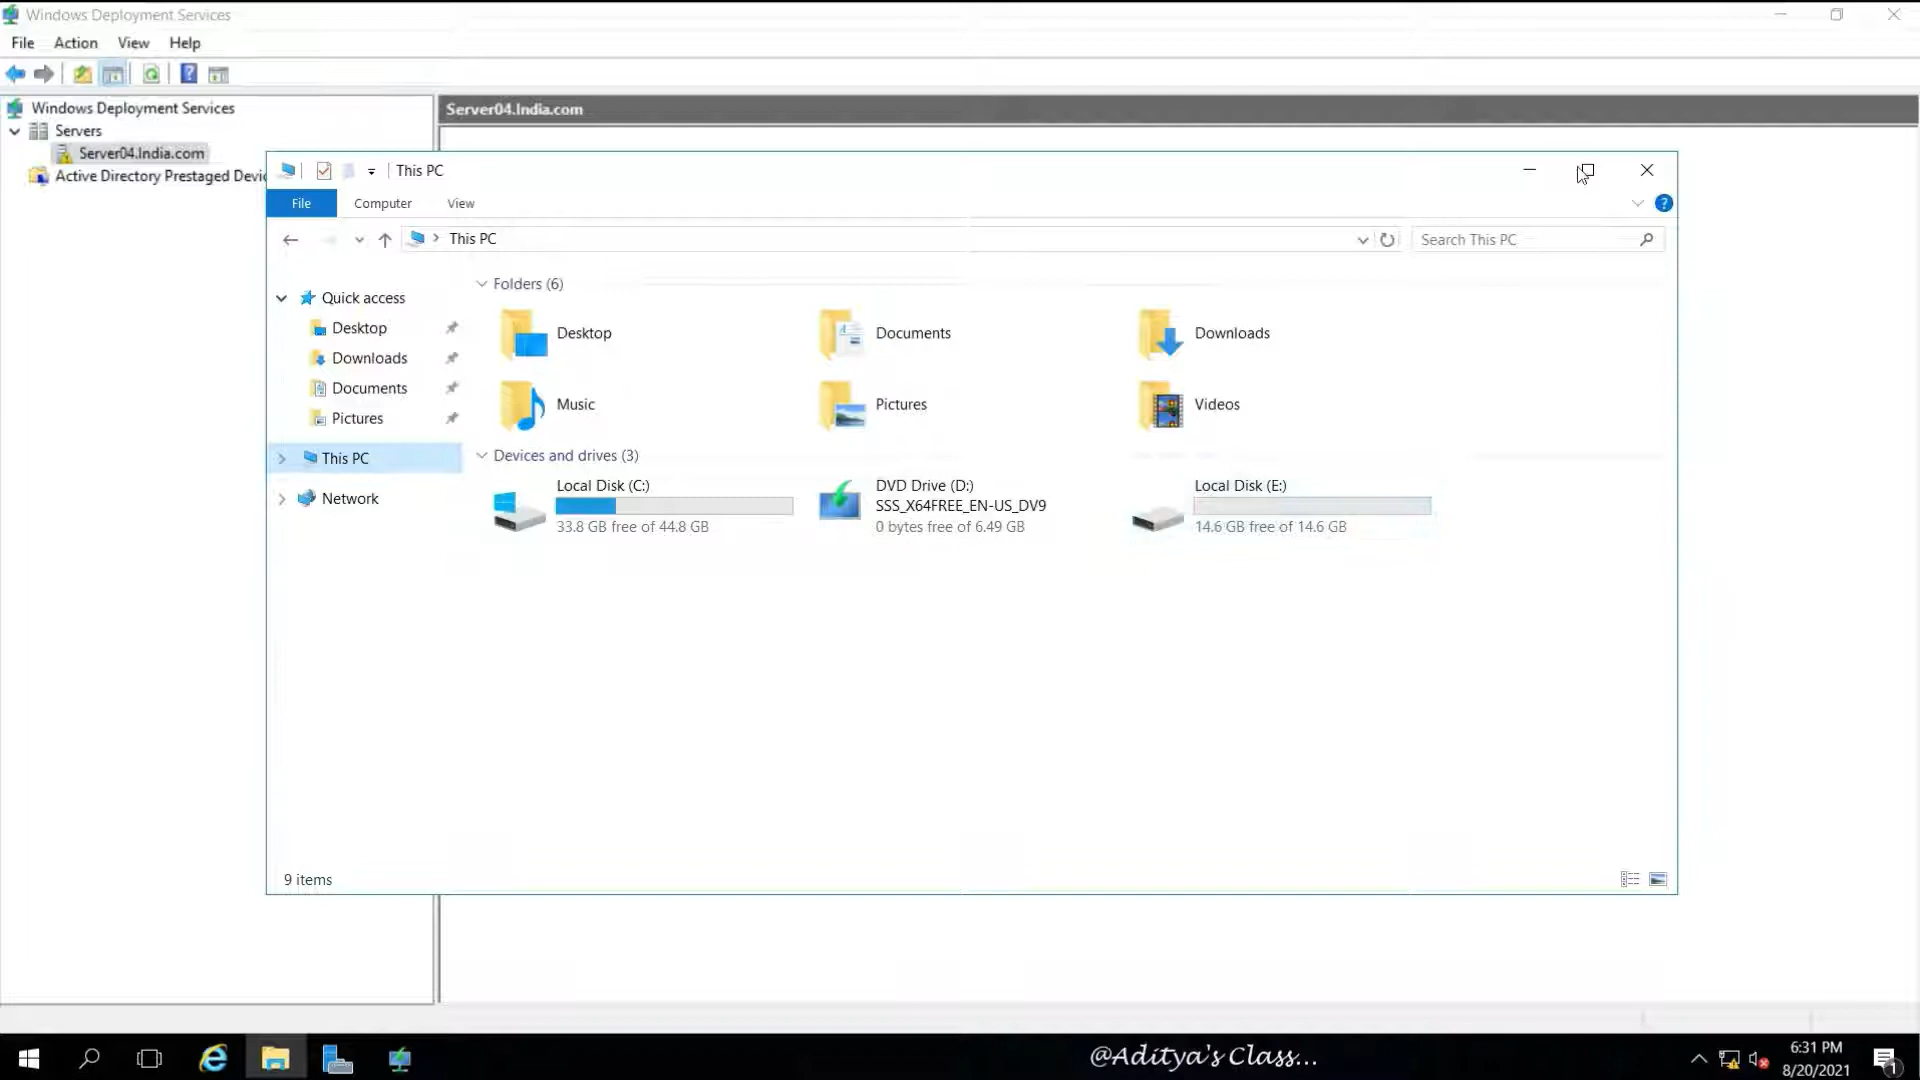 Windows Deployment Services
File Action View Help
Windows Deployment Services
Servers
Server04.India.com
Active Directory Prestaged Devi
Server04.India.com
This PC
File Computer View
This PC
Search This PC
Quick access
Desktop
Downloads
Documents
Pictures
This PC
Network
Folders (6)
Desktop
Documents
Downloads
Music
Pictures
Videos
Devices and drives (3)
Local Disk (C:)
33.8 GB free of 44.8 GB
DVD Drive (D:)
SSS_X64FREE_EN-US_DV9
0 bytes free of 6.49 GB
Local Disk (E:)
14.6 GB free of 14.6 GB
9 items
@Aditya's Class...
6:31 PM
8/20/2021
1